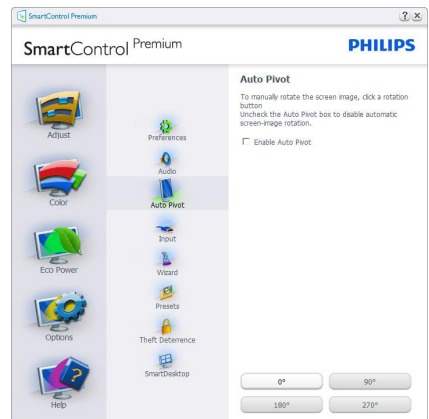 SmartControl Premium
? ×
SmartControl Premium
PHILIPS
Adjust
Color
Eco Power
Options
Help
Preferences
Audio
Auto Pivot
Input
Wizard
Presets
Theft Deterrence
SmartDesktop
Auto Pivot
To manually rotate the screen image, click a rotation
button
Uncheck the Auto Pivot box to disable automatic
screen-image rotation.
Enable Auto Pivot
0°
90°
180°
270°